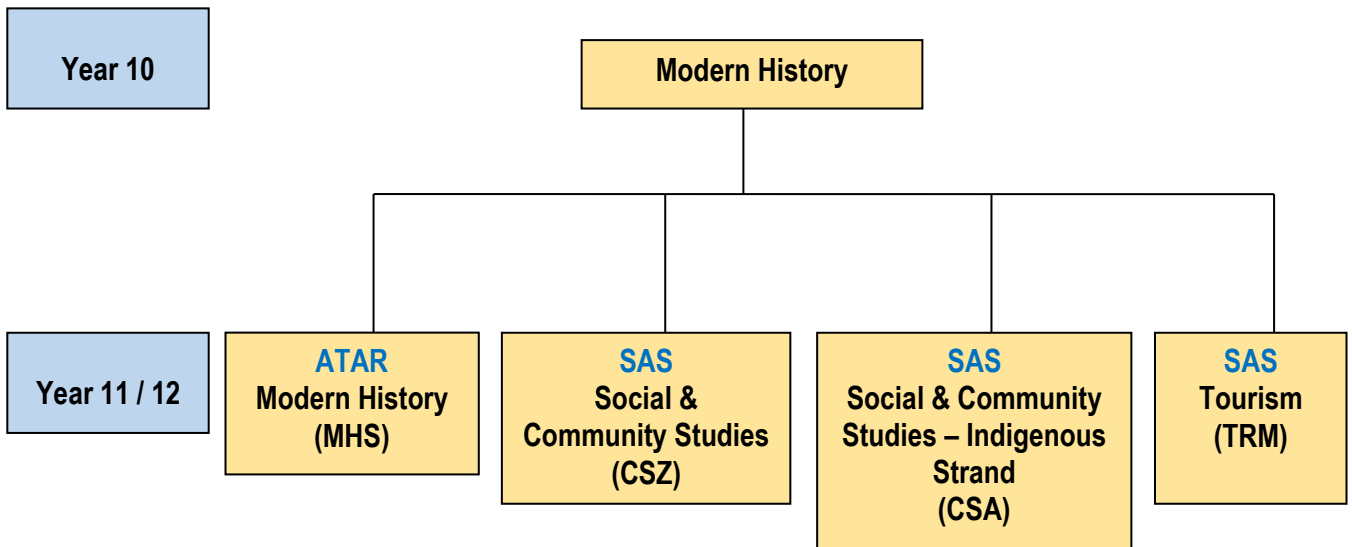 Year 10
Modern History
Year 11 / 12
ATAR
Modern History
(MHS)
SAS
Social &
Community Studies
(CSZ)
SAS
Social & Community
Studies – Indigenous
Strand
(CSA)
SAS
Tourism
(TRM)